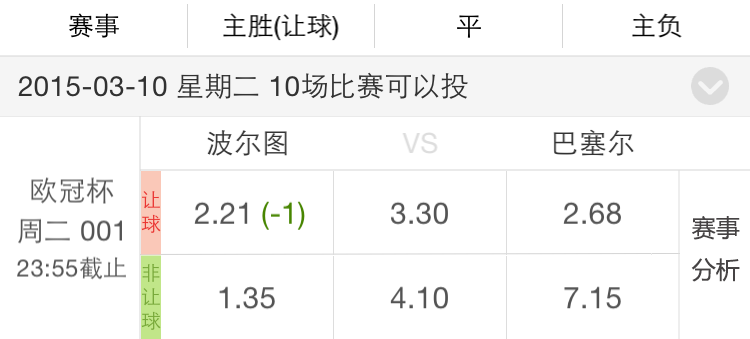 赛事 主胜(让球) 平 主负
2015-03-10 星期二 10场比赛可以投
波尔图 VS 巴塞尔
欧冠杯
周二 001
23:55截止
让球 2.21 (-1) 3.30 2.68
非让球 1.35 4.10 7.15
赛事
分析